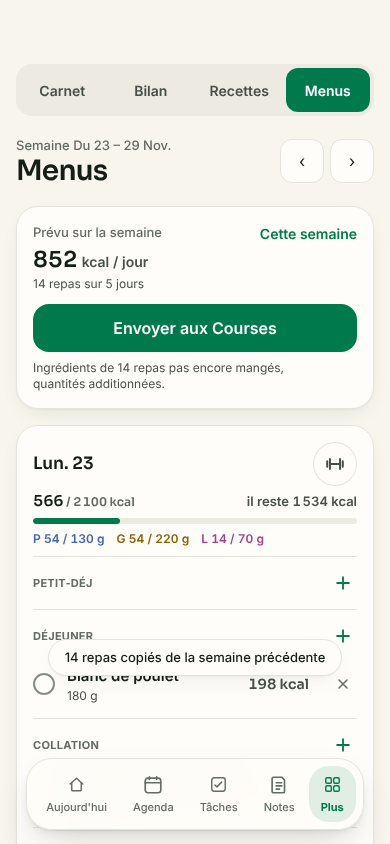 Carnet Bilan Recettes Menus
Semaine Du 23 – 29 Nov.
Menus
‹ ›
Prévu sur la semaine
Cette semaine
852 kcal / jour
14 repas sur 5 jours
Envoyer aux Courses
Ingrédients de 14 repas pas encore mangés,
quantités additionnées.
Lun. 23
566 / 2 100 kcal
il reste 1 534 kcal
P 54 / 130 g G 54 / 220 g L 14 / 70 g
PETIT-DÉJ +
DÉJEUNER +
14 repas copiés de la semaine précédente
Blanc de poulet
198 kcal ×
180 g
COLLATION +
Aujourd'hui Agenda Tâches Notes Plus